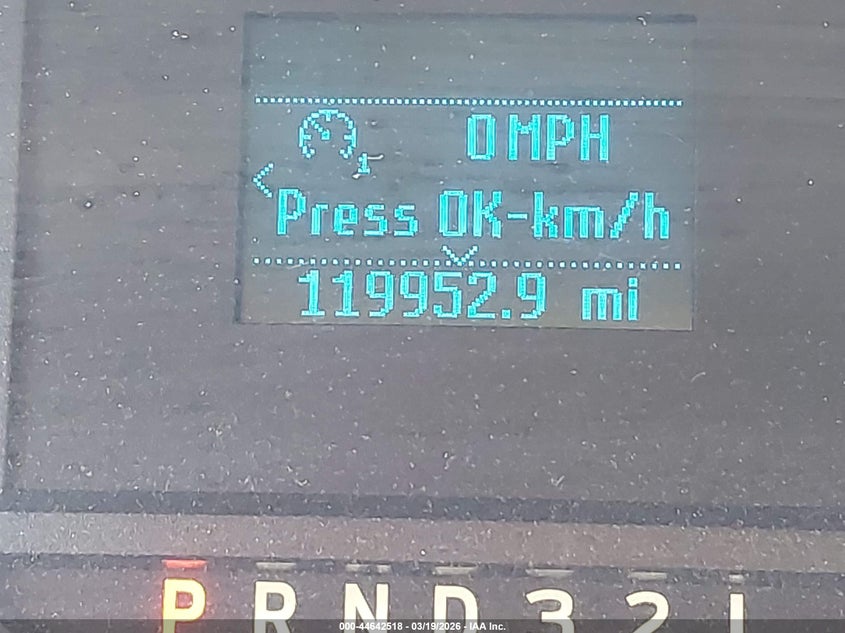 0 MPH
Press OK-km/h
119952.9 mi
P R N D 3 2 1
000-44642518 - 03/19/2026 - IAA Inc.